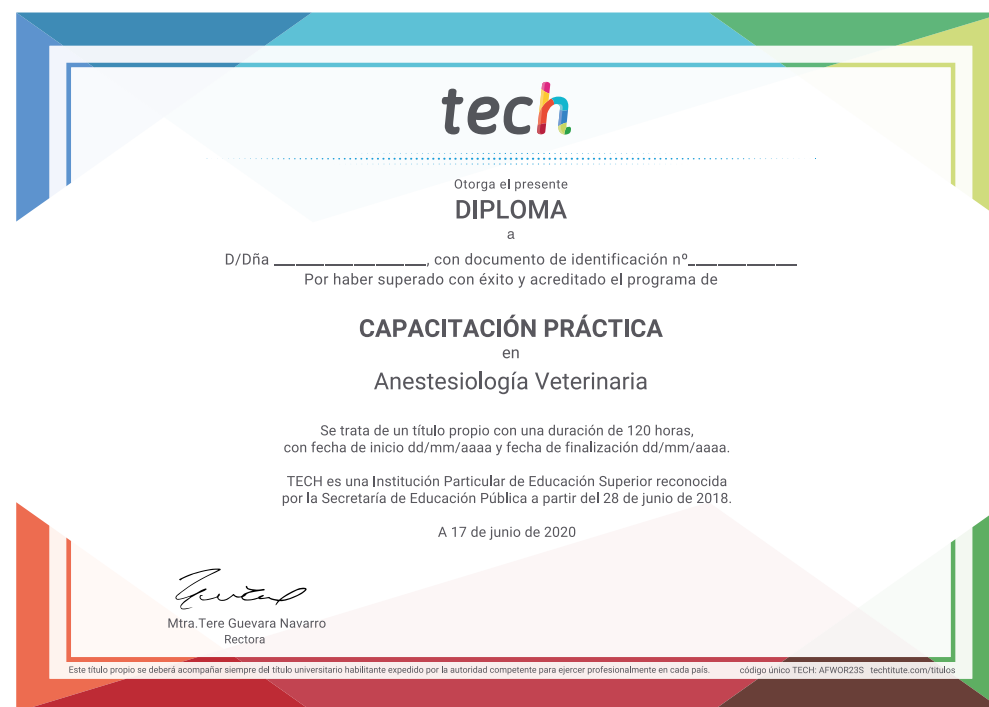 tech
Otorga el presente
DIPLOMA
a
D/Dña ______________, con documento de identificación nº__________
Por haber superado con éxito y acreditado el programa de
CAPACITACIÓN PRÁCTICA
en
Anestesiología Veterinaria
Se trata de un título propio con una duración de 120 horas,
con fecha de inicio dd/mm/aaaa y fecha de finalización dd/mm/aaaa.
TECH es una Institución Particular de Educación Superior reconocida
por la Secretaría de Educación Pública a partir del 28 de junio de 2018.
A 17 de junio de 2020
Mtra.Tere Guevara Navarro
Rectora
Este título propio se deberá acompañar siempre del título universitario habilitante expedido por la autoridad competente para ejercer profesionalmente en cada país. código único TECH: AFWOR23S techtitute.com/titulos